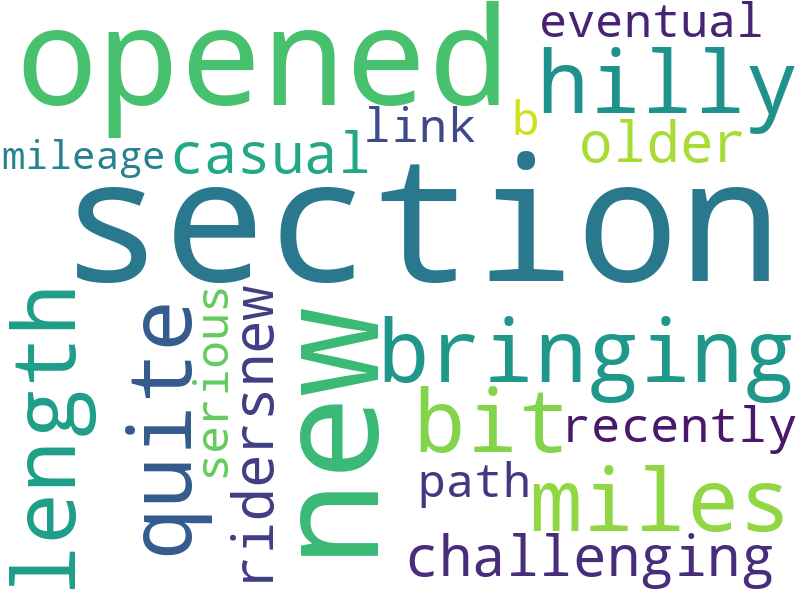 opened
eventual
hilly
link
b
older
mileage
casual
section
length
quite
serious
ridersnew
new
bringing
bit
recently
path
miles
challenging